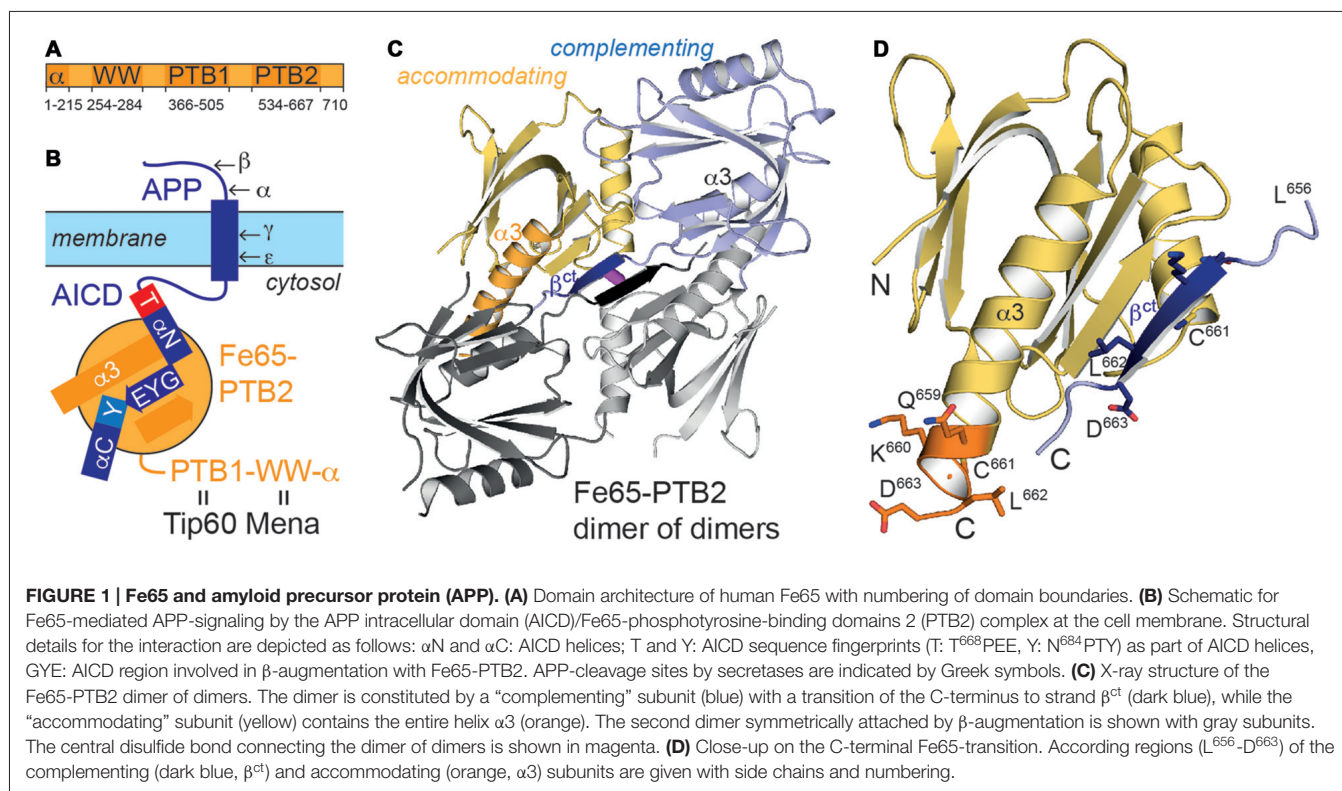 A
α WW PTB1 PTB2
1-215 254-284 366-505 534-667 710
B
β
APP
α
membrane
γ
ε
cytosol
AICD
T
αN
Fe65-
PTB2
α3
EYG
Y
αC
PTB1-WW-α
= =
Tip60 Mena
C
complementing
accommodating
α3
α3
βᶜᵗ
Fe65-PTB2
dimer of dimers
D
L⁶⁵⁶
N
α3
βᶜᵗ
C⁶⁶¹
L⁶⁶²
Q⁶⁵⁹
D⁶⁶³
K⁶⁶⁰
C⁶⁶¹
C
D⁶⁶³
L⁶⁶²
C
FIGURE 1 | Fe65 and amyloid precursor protein (APP). (A) Domain architecture of human Fe65 with numbering of domain boundaries. (B) Schematic for
Fe65-mediated APP-signaling by the APP intracellular domain (AICD)/Fe65-phosphotyrosine-binding domains 2 (PTB2) complex at the cell membrane. Structural
details for the interaction are depicted as follows: αN and αC: AICD helices; T and Y: AICD sequence fingerprints (T: T⁶⁶⁸PEE, Y: N⁶⁸⁴PTY) as part of AICD helices,
GYE: AICD region involved in β-augmentation with Fe65-PTB2. APP-cleavage sites by secretases are indicated by Greek symbols. (C) X-ray structure of the
Fe65-PTB2 dimer of dimers. The dimer is constituted by a “complementing” subunit (blue) with a transition of the C-terminus to strand βᶜᵗ (dark blue), while the
“accommodating” subunit (yellow) contains the entire helix α3 (orange). The second dimer symmetrically attached by β-augmentation is shown with gray subunits.
The central disulfide bond connecting the dimer of dimers is shown in magenta. (D) Close-up on the C-terminal Fe65-transition. According regions (L⁶⁵⁶-D⁶⁶³) of the
complementing (dark blue, βᶜᵗ) and accommodating (orange, α3) subunits are given with side chains and numbering.